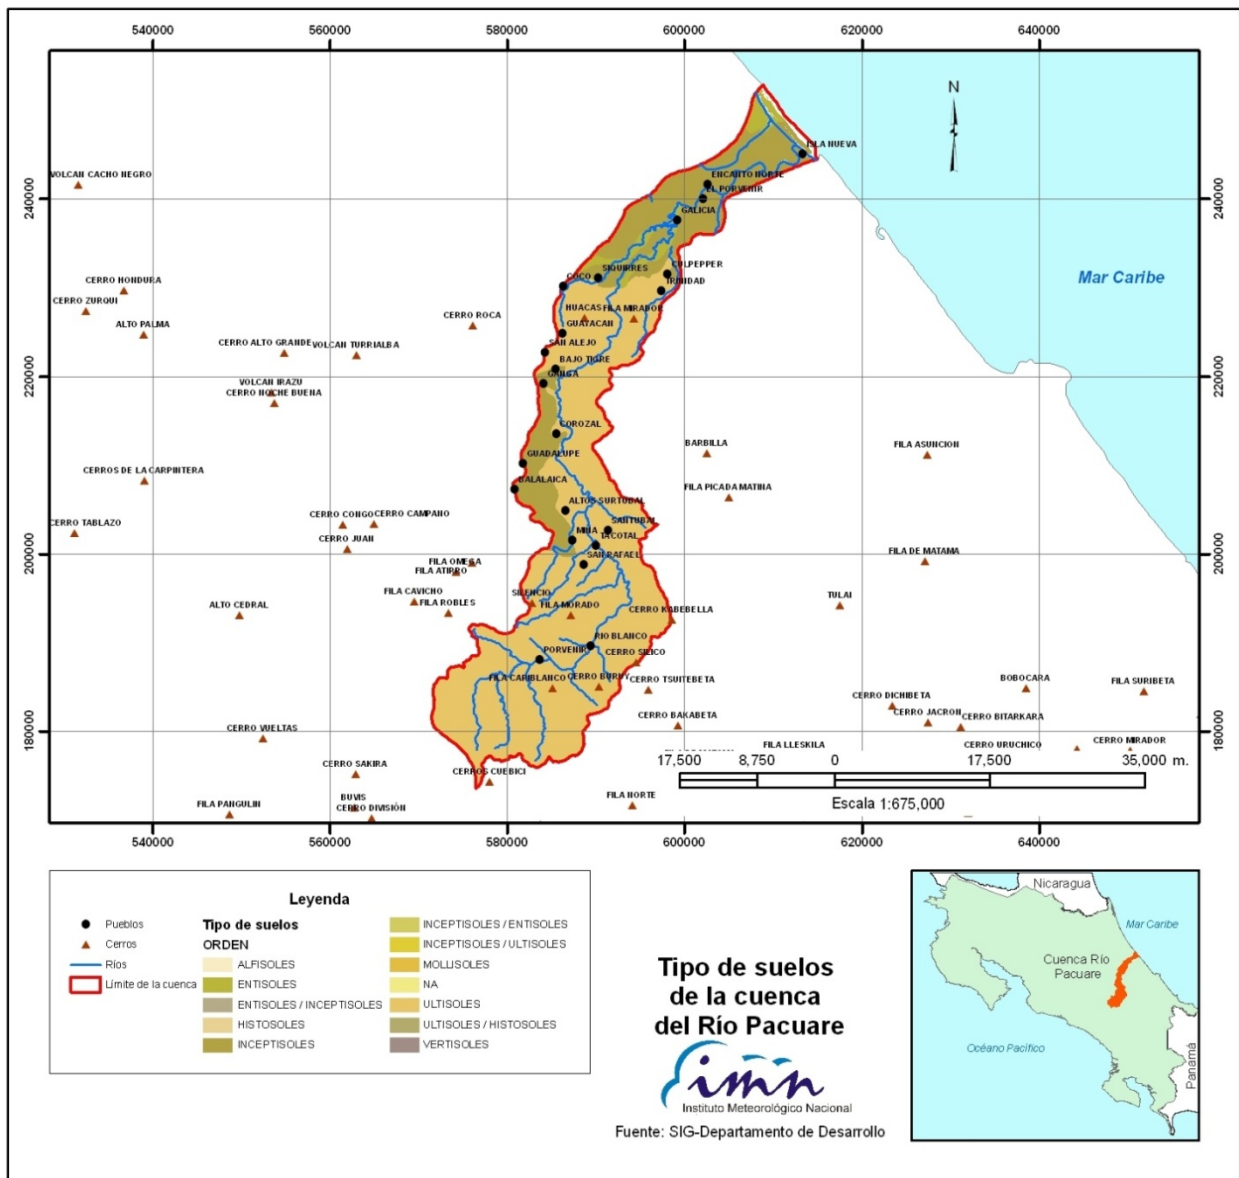 540000 560000 580000 600000 620000 640000
N
ISLA NUEVA
VOLCAN CACHO NEGRO
ENCANTO NORTE
EL PORVENIR
240000
240000
GALICIA
CULPEPPER
SIQUIRRES
COCO
TRINIDAD
Mar Caribe
CERRO HONDURA
CERRO ZURQUI
HUACAS
FILA MIRADOR
CERRO ROCA
ALTO PALMA
GUAYACAN
CERRO ALTO GRANDE
VOLCAN TURRIALBA
SAN ALEJO
BAJO TIGRE
GANGA
220000
220000
VOLCAN IRAZU
CERRO NOCHE BUENA
COROZAL
BARBILLA
FILA ASUNCION
GUADALUPE
CERROS DE LA CARPINTERA
BALALAICA
FILA PICADA MATINA
ALTOS SURTUBAL
CERRO CONGO
CERRO CAMPANO
SANTUBAL
CERRO TABLAZO
MINA
TACOTAL
CERRO JUAN
200000
200000
SAN RAFAEL
FILA DE MATAMA
FILA OMEGA
FILA ATIRRO
FILA CAVICHO
SILENCIO
FILA ROBLES
FILA MORADO
CERRO KABEBELLA
TULAI
ALTO CEDRAL
RIO BLANCO
PORVENIR
CERRO SILICO
FILA CARIBLANCO
CERRO BURUY
CERRO TSUITEBETA
BOBOCARA
FILA SURIBETA
CERRO DICHIBETA
CERRO JACRON
CERRO BITARKARA
CERRO BAKABETA
CERRO VUELTAS
180000
180000
FILA LLESKILA
CERRO URUCHICO
CERRO MIRADOR
17,500 8,750 0 17,500 35,000 m.
CERRO SAKIRA
CERROS CUEBICI
Escala 1:675,000
BUVIS
FILA PANGULIN
CERRO DIVISIÓN
FILA NORTE
540000 560000 580000 600000 620000 640000
Leyenda
Pueblos
Cerros
Ríos
Límite de la cuenca
Tipo de suelos
ORDEN
ALFISOLES
ENTISOLES
ENTISOLES / INCEPTISOLES
HISTOSOLES
INCEPTISOLES
INCEPTISOLES / ENTISOLES
INCEPTISOLES / ULTISOLES
MOLLISOLES
NA
ULTISOLES
ULTISOLES / HISTOSOLES
VERTISOLES
Tipo de suelos
de la cuenca
del Río Pacuare
imn
Instituto Meteorológico Nacional
Fuente: SIG-Departamento de Desarrollo
Nicaragua
Mar Caribe
Cuenca Río
Pacuare
Océano Pacífico
Panamá